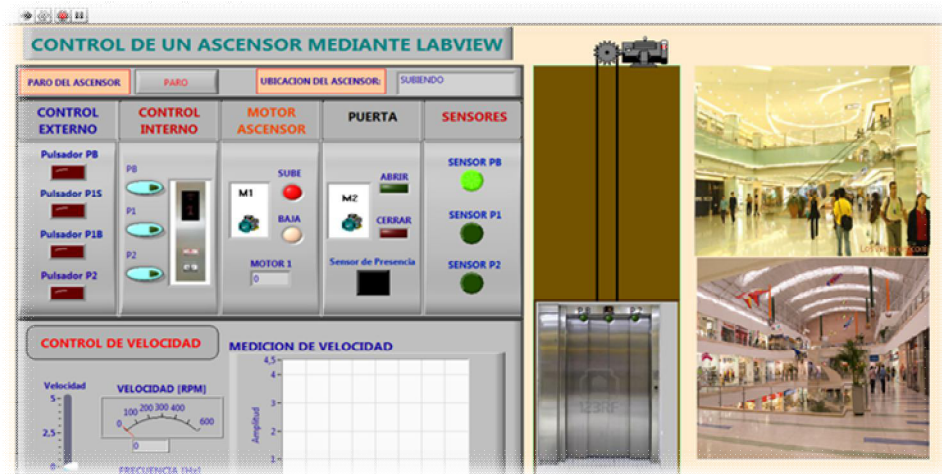 CONTROL DE UN ASCENSOR MEDIANTE LABVIEW
PARO DEL ASCENSOR
PARO
UBICACION DEL ASCENSOR:
SUBIENDO
CONTROL
EXTERNO
CONTROL
INTERNO
MOTOR
ASCENSOR
PUERTA
SENSORES
Pulsador PB
Pulsador P1S
Pulsador P1B
Pulsador P2
PB
P1
P2
M1
SUBE
BAJA
MOTOR 1
0
M2
ABRIR
CERRAR
Sensor de Presencia
SENSOR PB
SENSOR P1
SENSOR P2
CONTROL DE VELOCIDAD
Velocidad
5-
2,5-
0-
VELOCIDAD [RPM]
0 100 200 300 400 600
0
FRECUENCIA [Hz]
MEDICION DE VELOCIDAD
Amplitud
4,5-
4-
3-
2-
1-
PB P2
123RF